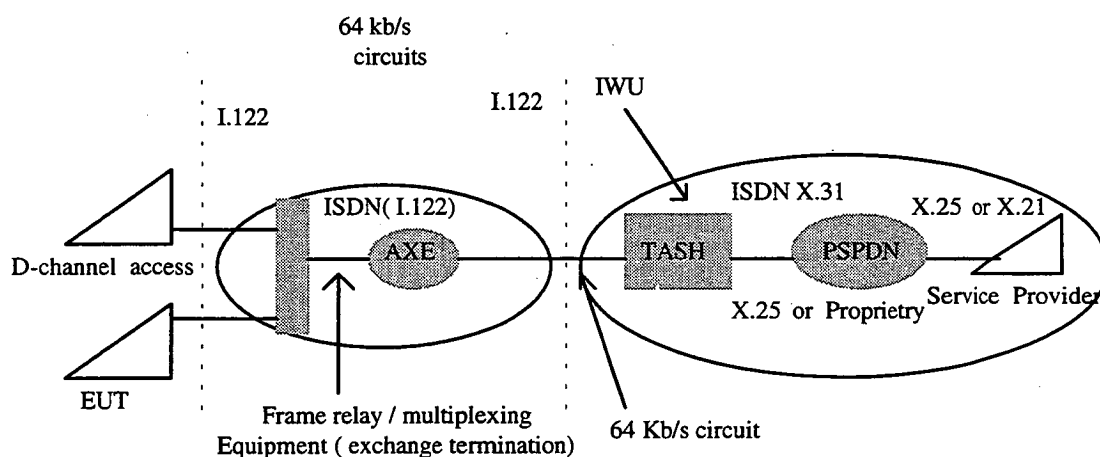 64 kb/s
circuits
I.122
I.122
IWU
ISDN( I.122)
ISDN X.31
X.25 or X.21
AXE
TASH
PSPDN
D-channel access
X.25 or Proprietry
Service Provider
EUT
Frame relay / multiplexing
Equipment ( exchange termination)
64 Kb/s circuit